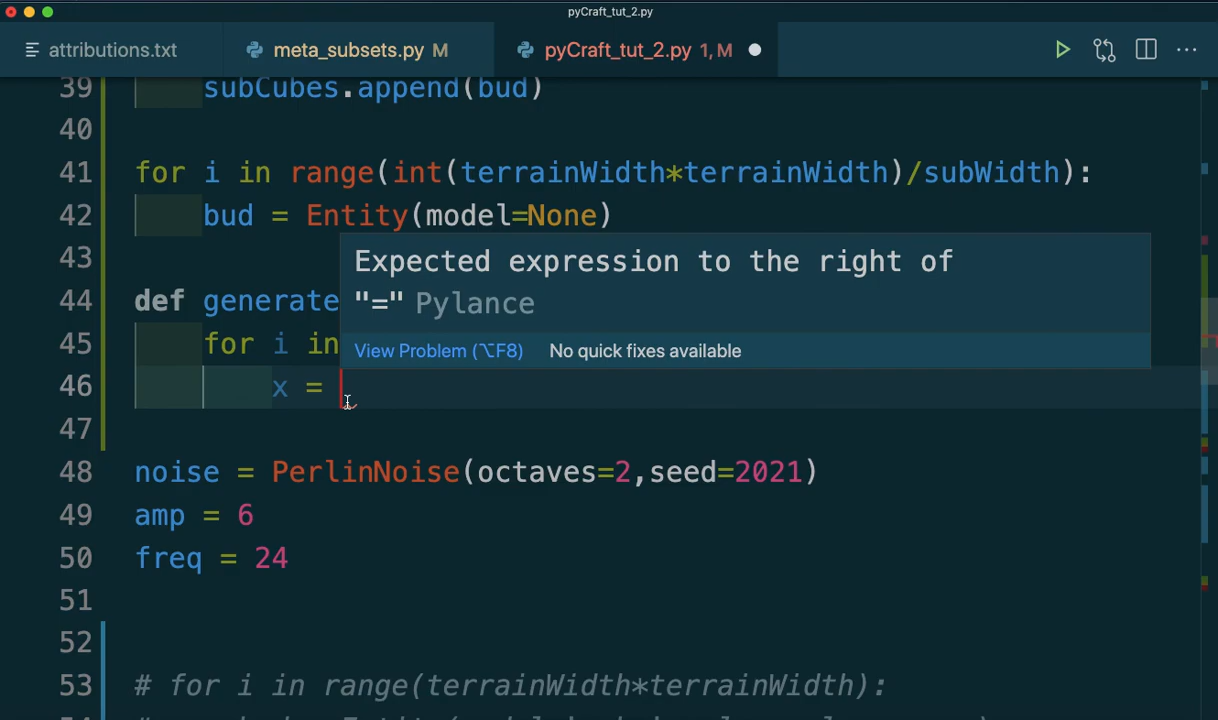 pyCraft_tut_2.py
attributions.txt meta_subsets.py M pyCraft_tut_2.py 1, M
39 subCubes.append(bud)
40
41 for i in range(int(terrainWidth*terrainWidth)/subWidth):
42 bud = Entity(model=None)
43
Expected expression to the right of
"=" Pylance
View Problem (⌥F8) No quick fixes available
44 def generate
45 for i in
46 x =
47
48 noise = PerlinNoise(octaves=2,seed=2021)
49 amp = 6
50 freq = 24
51
52
53 # for i in range(terrainWidth*terrainWidth):